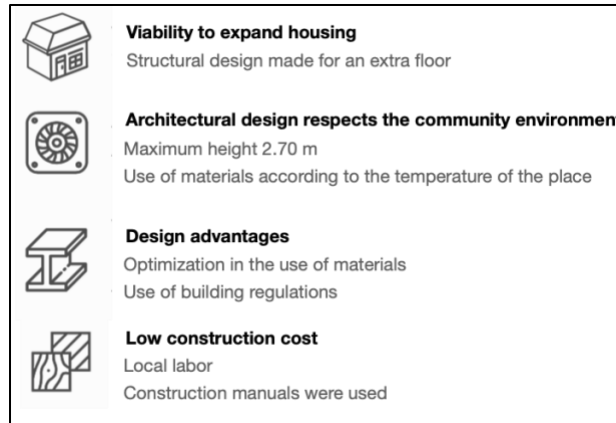 Viability to expand housing
Structural design made for an extra floor
Architectural design respects the community environment
Maximum height 2.70 m
Use of materials according to the temperature of the place
Design advantages
Optimization in the use of materials
Use of building regulations
Low construction cost
Local labor
Construction manuals were used